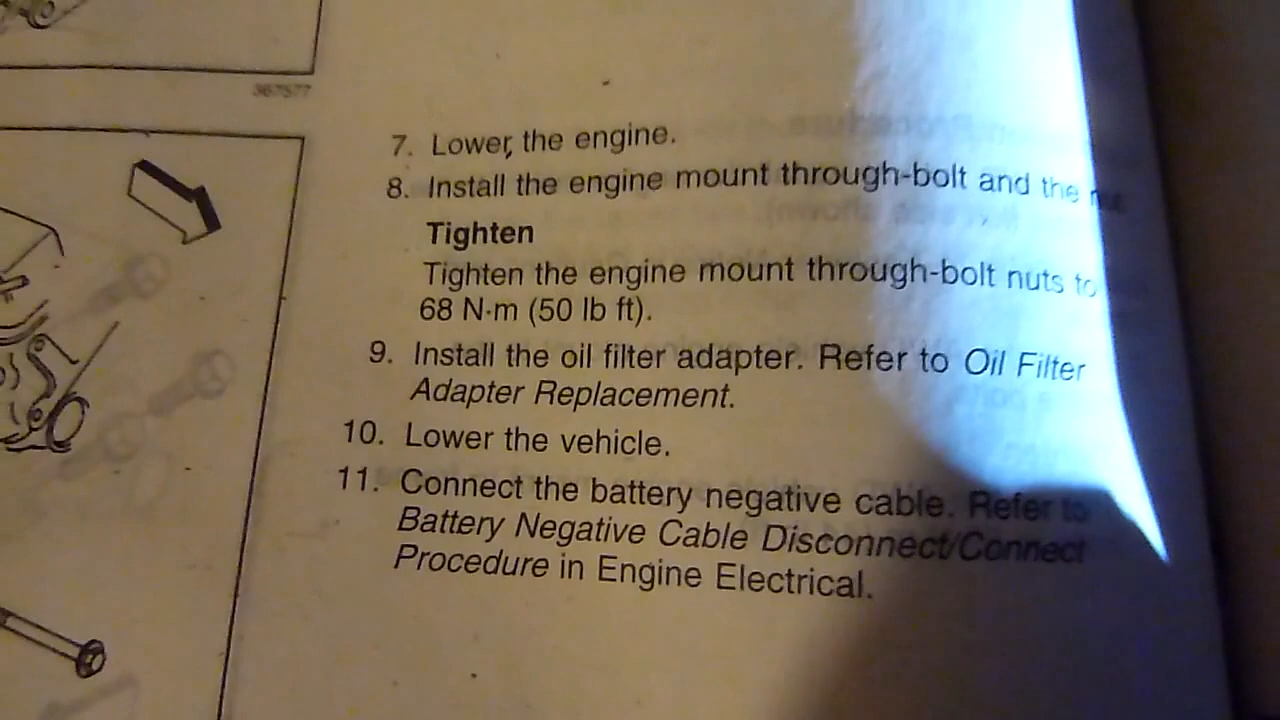 367577
7. Lower, the engine.
8. Install the engine mount through-bolt and the nut.
Tighten
Tighten the engine mount through-bolt nuts to
68 N·m (50 lb ft).
9. Install the oil filter adapter. Refer to Oil Filter
Adapter Replacement.
10. Lower the vehicle.
11. Connect the battery negative cable. Refer to
Battery Negative Cable Disconnect/Connect
Procedure in Engine Electrical.